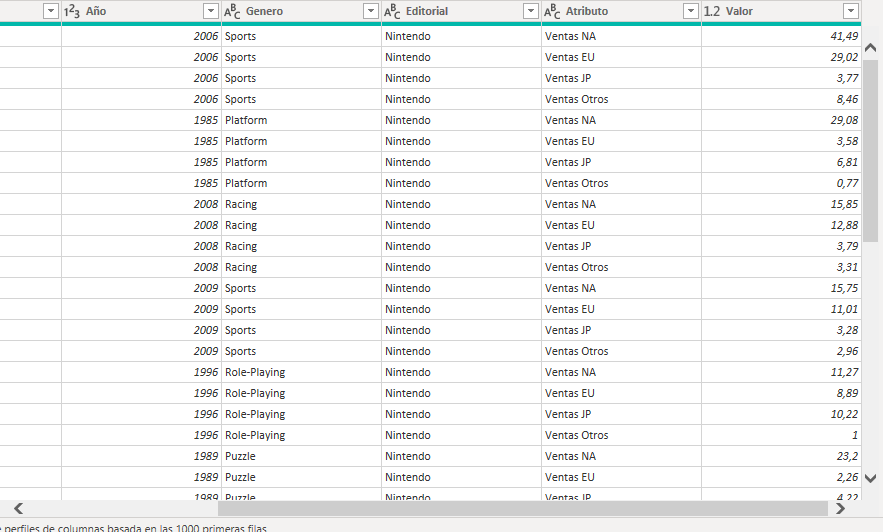 1 2 3 Año ABC Genero ABC Editorial ABC Atributo 1.2 Valor
2006 Sports Nintendo Ventas NA 41,49
2006 Sports Nintendo Ventas EU 29,02
2006 Sports Nintendo Ventas JP 3,77
2006 Sports Nintendo Ventas Otros 8,46
1985 Platform Nintendo Ventas NA 29,08
1985 Platform Nintendo Ventas EU 3,58
1985 Platform Nintendo Ventas JP 6,81
1985 Platform Nintendo Ventas Otros 0,77
2008 Racing Nintendo Ventas NA 15,85
2008 Racing Nintendo Ventas EU 12,88
2008 Racing Nintendo Ventas JP 3,79
2008 Racing Nintendo Ventas Otros 3,31
2009 Sports Nintendo Ventas NA 15,75
2009 Sports Nintendo Ventas EU 11,01
2009 Sports Nintendo Ventas JP 3,28
2009 Sports Nintendo Ventas Otros 2,96
1996 Role-Playing Nintendo Ventas NA 11,27
1996 Role-Playing Nintendo Ventas EU 8,89
1996 Role-Playing Nintendo Ventas JP 10,22
1996 Role-Playing Nintendo Ventas Otros 1
1989 Puzzle Nintendo Ventas NA 23,2
1989 Puzzle Nintendo Ventas EU 2,26
1989 Puzzle Nintendo Ventas JP 4,22
perfiles de columnas basada en las 1000 primeras filas